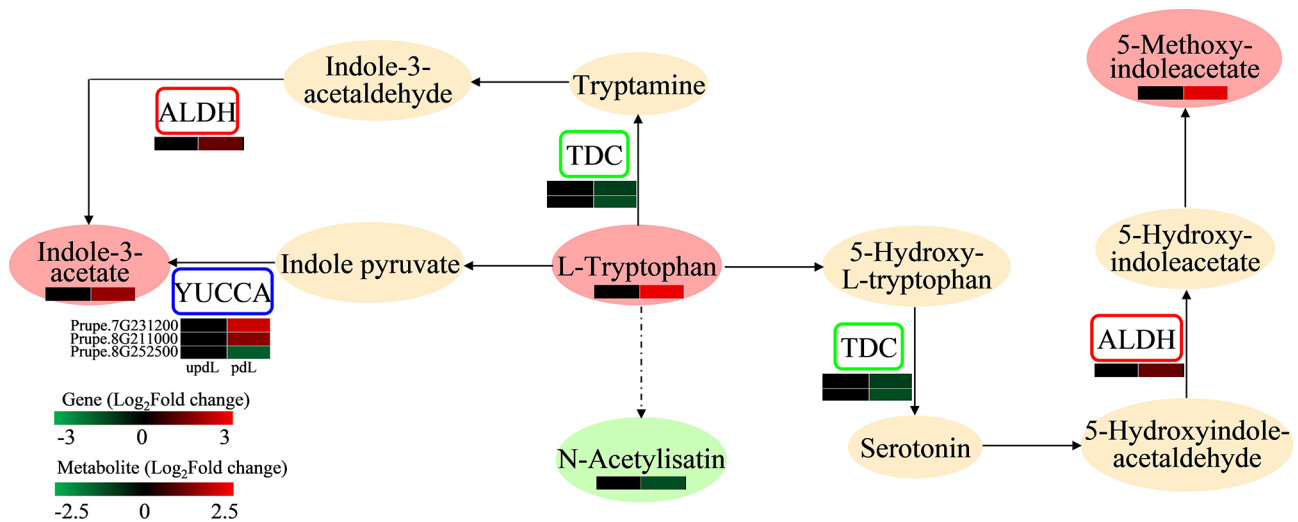 Indole-3-
acetaldehyde
Tryptamine
5-Methoxy-
indoleacetate
ALDH
TDC
Indole-3-
acetate
YUCCA
Indole pyruvate
L-Tryptophan
5-Hydroxy-
L-tryptophan
5-Hydroxy-
indoleacetate
Prupe.7G231200
Prupe.8G211000
Prupe.8G252500
updL pdL
TDC
ALDH
Gene (Log2Fold change)
-3 0 3
Metabolite (Log2Fold change)
-2.5 0 2.5
N-Acetylisatin
Serotonin
5-Hydroxyindole-
acetaldehyde